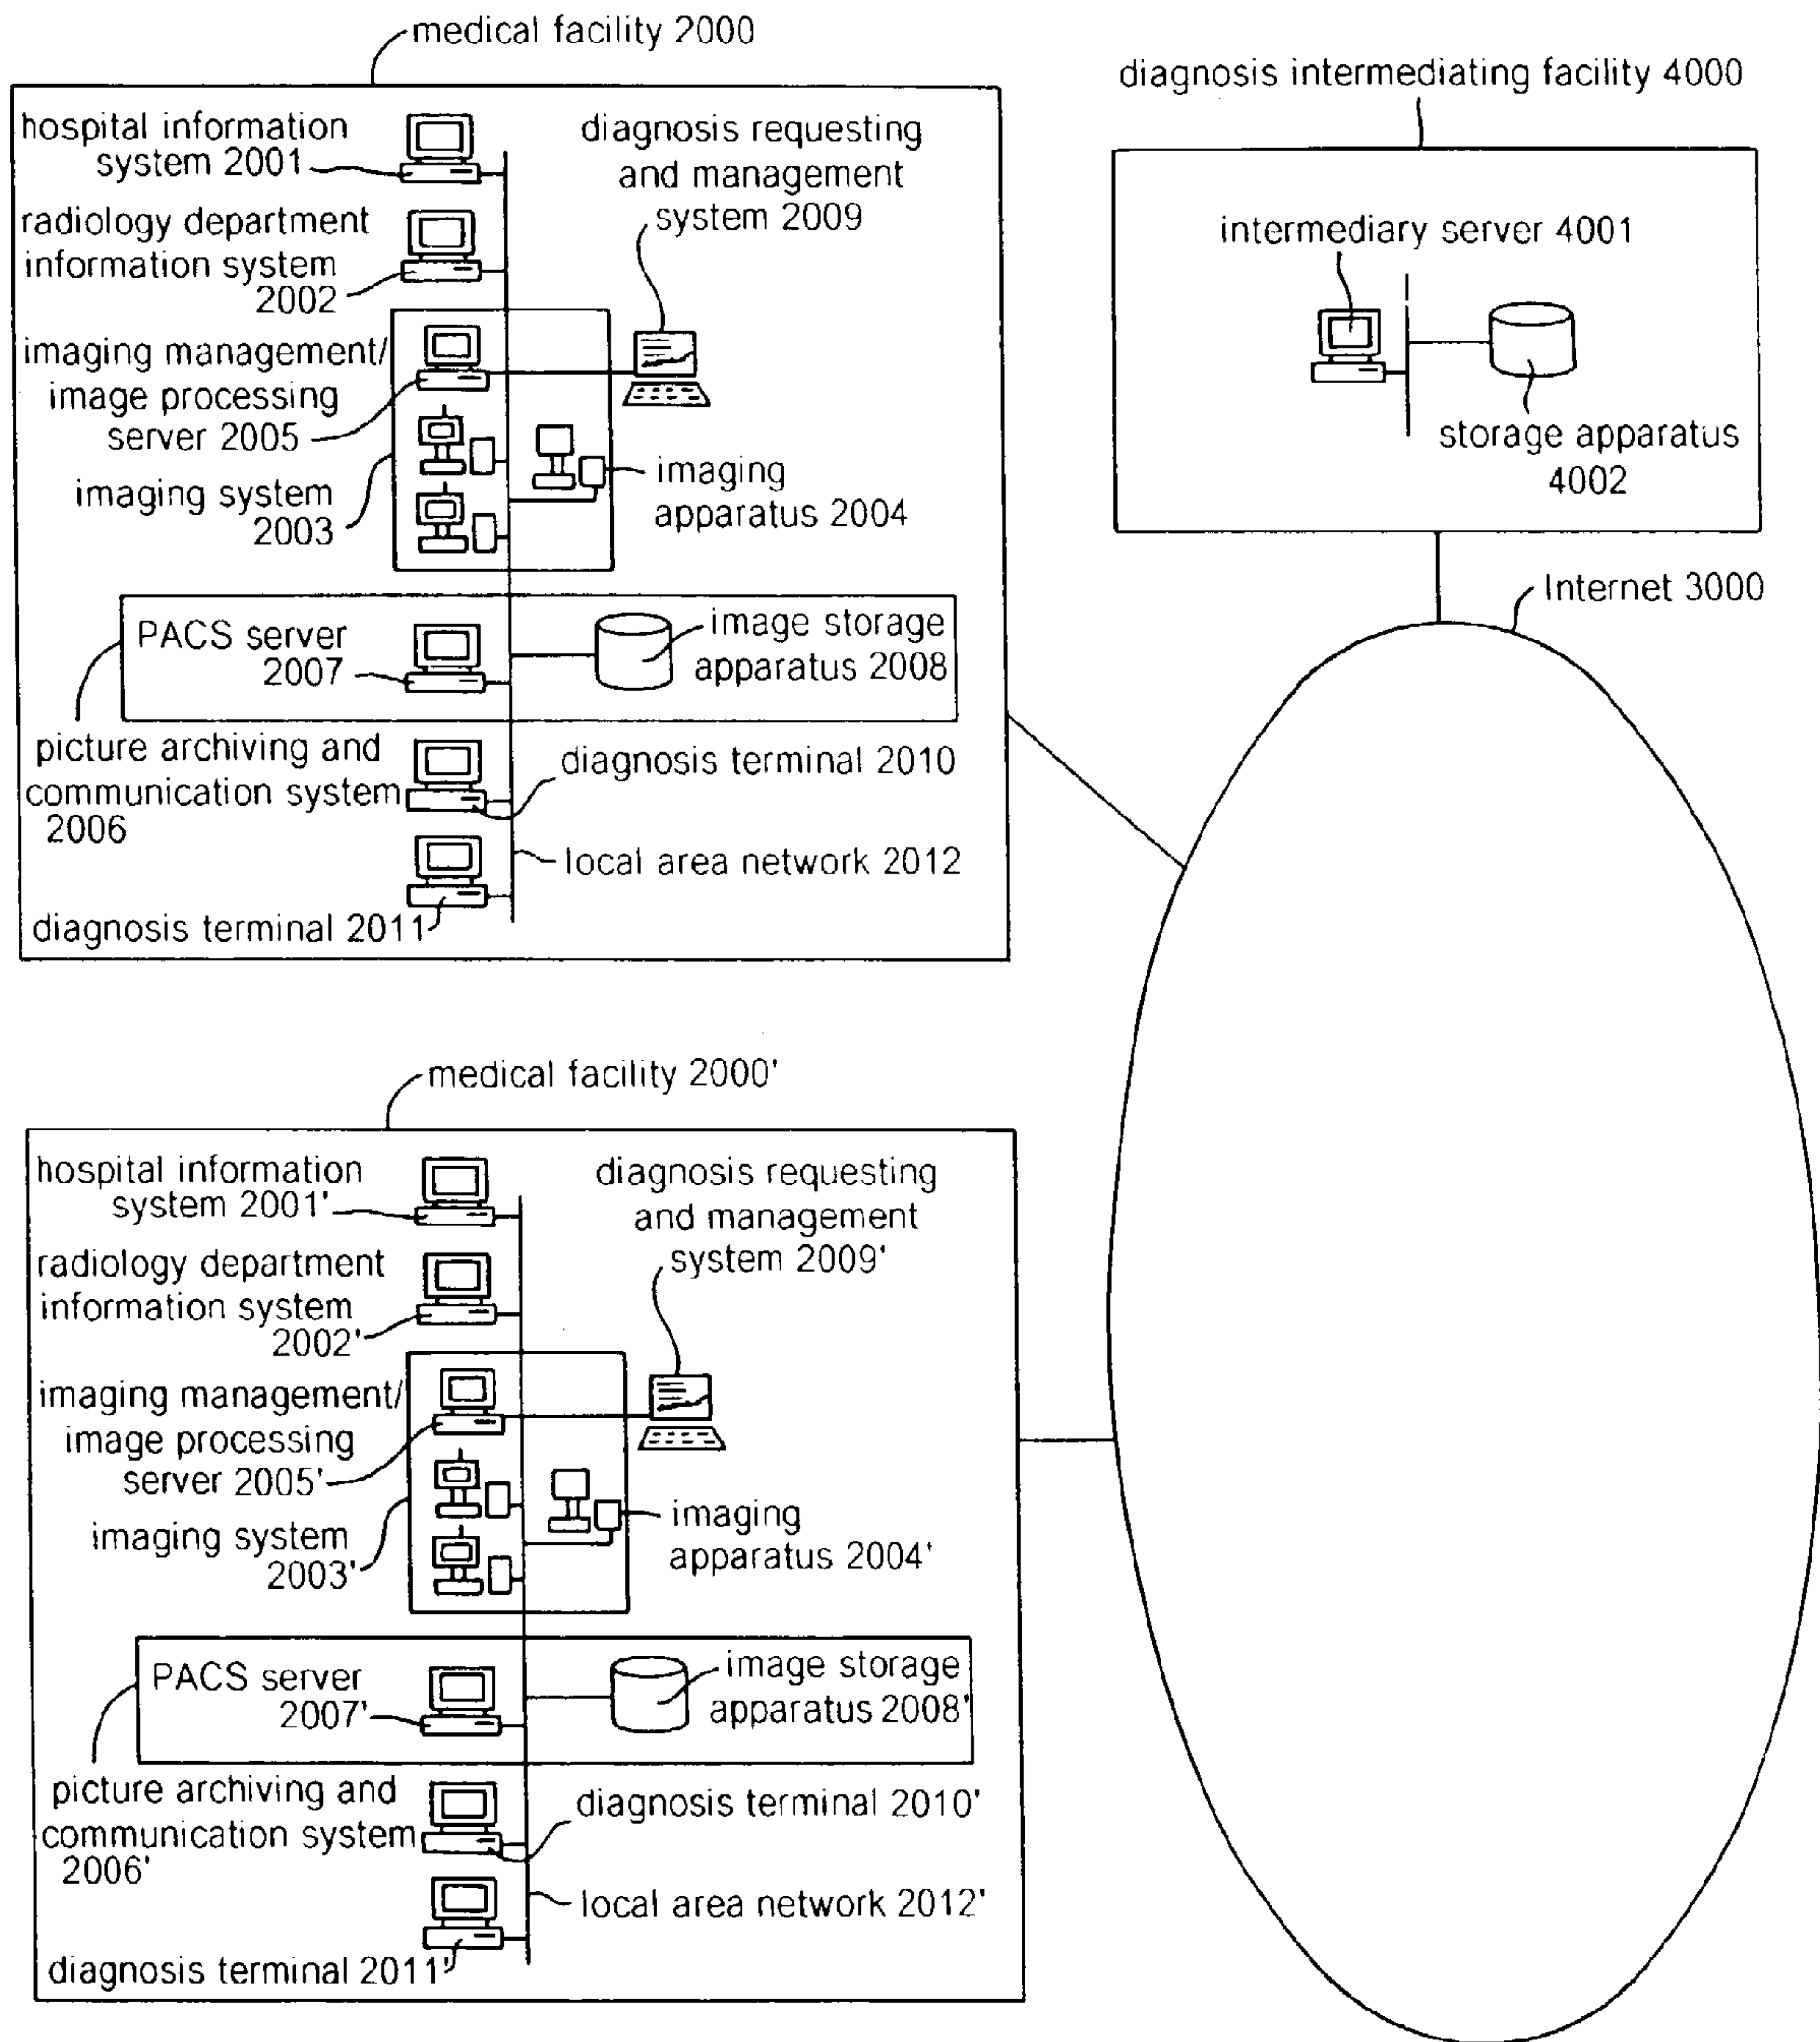 medical facility 2000
hospital information
system 2001
diagnosis requesting
and management
system 2009
radiology department
information system
2002
imaging management/
image processing
server 2005
imaging system
2003
imaging
apparatus 2004
PACS server
2007
image storage
apparatus 2008
picture archiving and
communication system
2006
diagnosis terminal 2010
local area network 2012
diagnosis terminal 2011
diagnosis intermediating facility 4000
intermediary server 4001
storage apparatus
4002
Internet 3000
medical facility 2000'
hospital information
system 2001'
diagnosis requesting
and management
system 2009'
radiology department
information system
2002'
imaging management/
image processing
server 2005'
imaging system
2003'
imaging
apparatus 2004'
PACS server
2007'
image storage
apparatus 2008'
picture archiving and
communication system
2006'
diagnosis terminal 2010'
local area network 2012'
diagnosis terminal 2011'